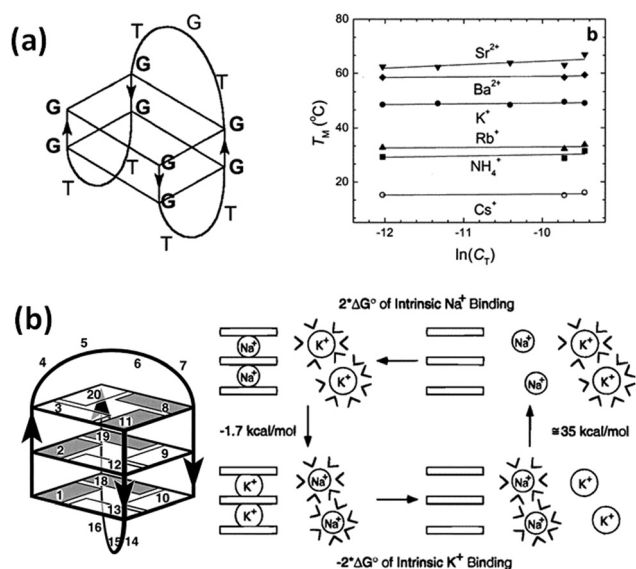 (a)
G
T T
G
G G
G G
G G
G
T
T T
b
Sr2+
Ba2+
K+
Rb+
NH4+
Cs+
80
60
40
20
TM (°C)
-12 -11 -10
ln(CT)
(b)
5
4 6 7
20
3 8
11
19
2 9
12
18
1 10
13
16
15 14
2*ΔG° of Intrinsic Na+ Binding
Na+ K+
Na+ K+
Na+ K+
Na+ K+
-1.7 kcal/mol
≅35 kcal/mol
K+ Na+
K+ Na+
Na+ K+
Na+ K+
-2*ΔG° of Intrinsic K+ Binding